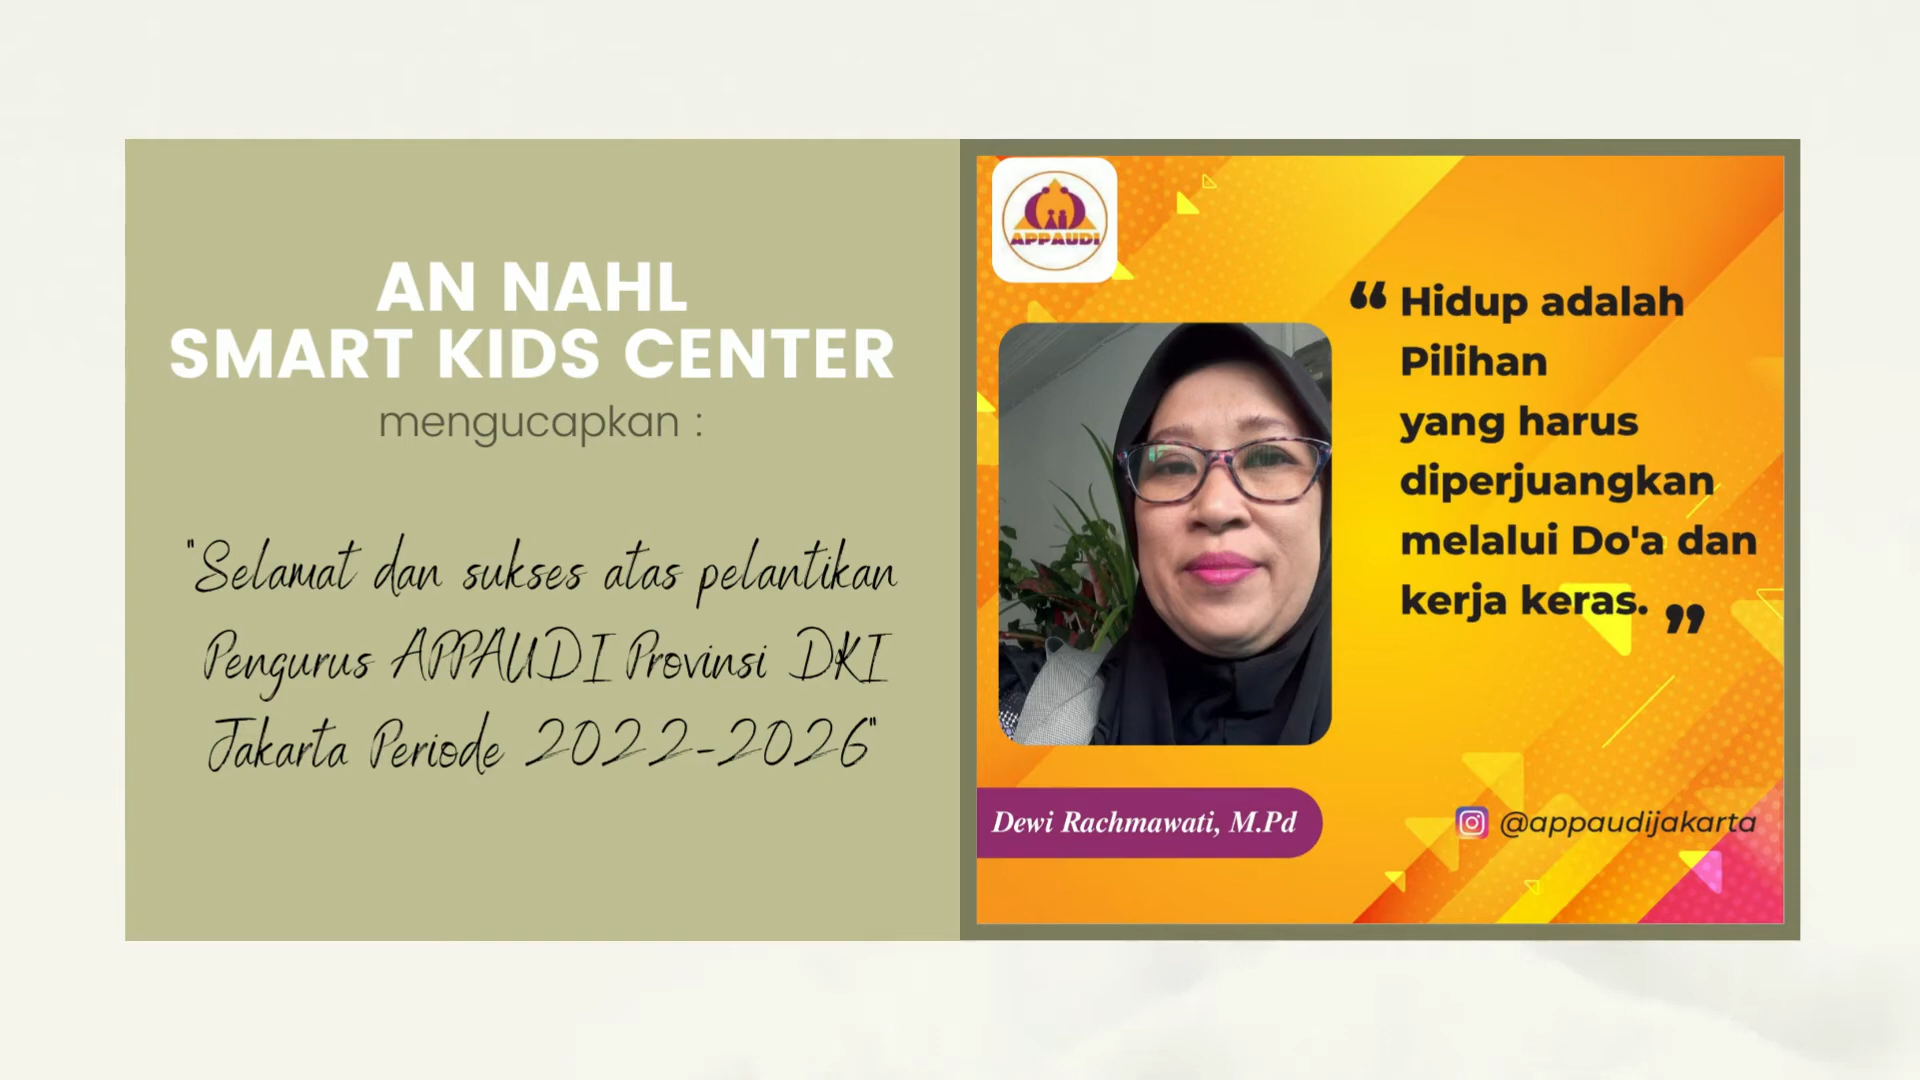 AN NAHL
SMART KIDS CENTER
mengucapkan :
"Selamat dan sukses atas pelantikan
Pengurus APPAUDI Provinsi DKI
Jakarta Periode 2022-2026"
APPAUDI
“ Hidup adalah
Pilihan
yang harus
diperjuangkan
melalui Do'a dan
kerja keras. ”
Dewi Rachmawati, M.Pd
@appaudijakarta